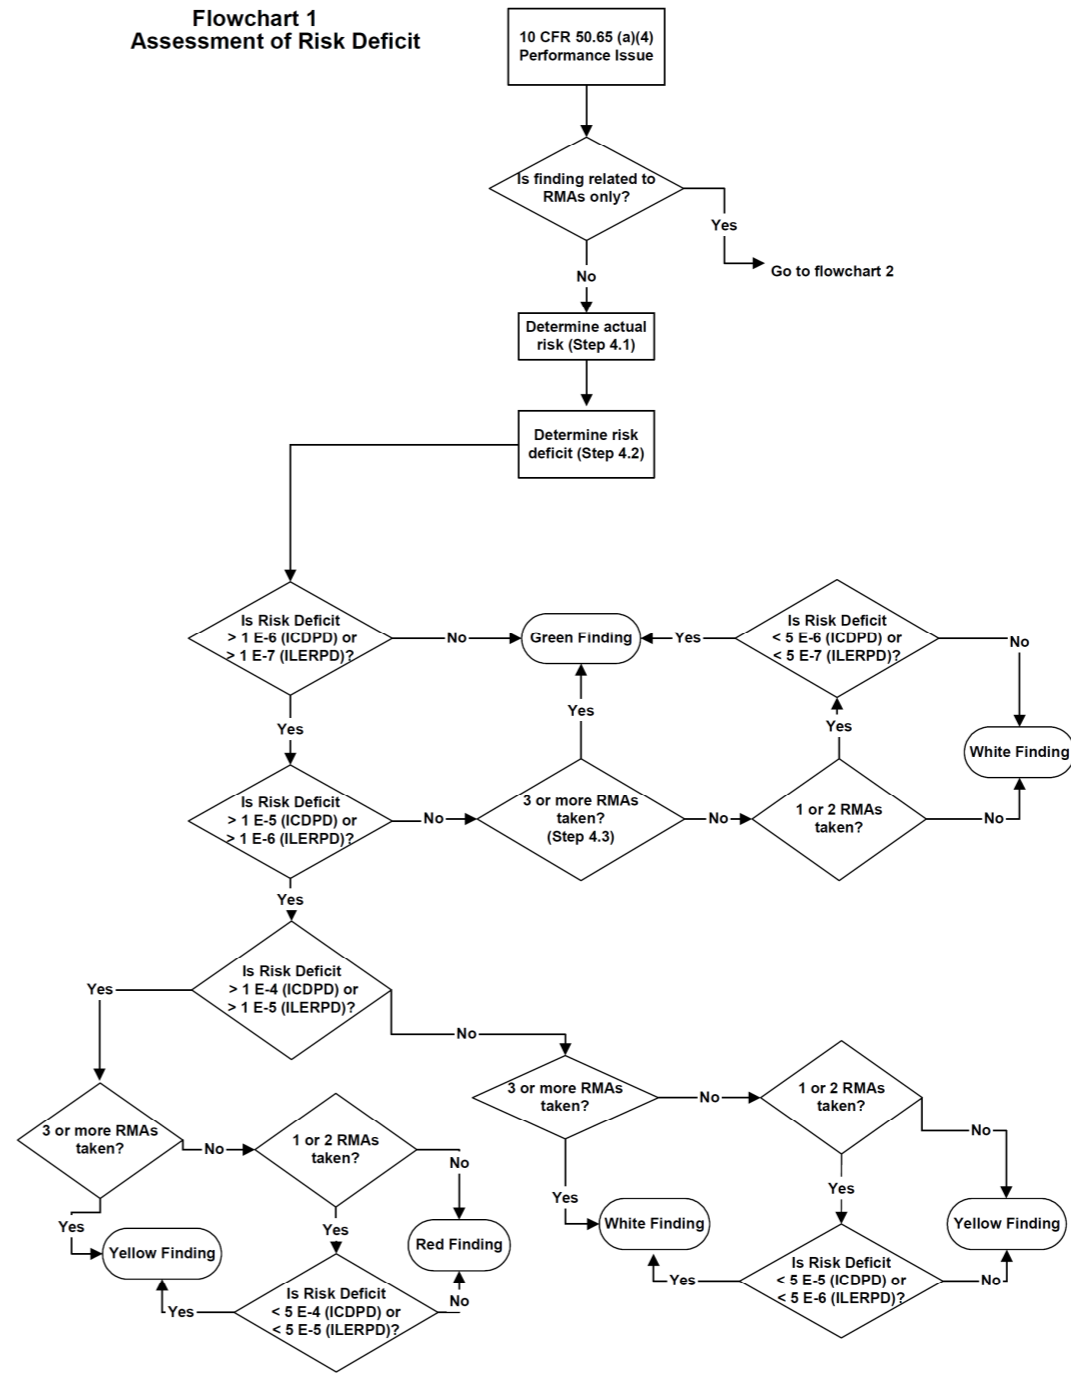 Flowchart 1
Assessment of Risk Deficit
10 CFR 50.65 (a)(4)
Performance Issue
Is finding related to
RMAs only?
Yes
Go to flowchart 2
No
Determine actual
risk (Step 4.1)
Determine risk
deficit (Step 4.2)
Is Risk Deficit
> 1 E-6 (ICDPD) or
> 1 E-7 (ILERPD)?
No
Green Finding
Yes
Is Risk Deficit
< 5 E-6 (ICDPD) or
< 5 E-7 (ILERPD)?
No
Yes
Yes
Yes
White Finding
Is Risk Deficit
> 1 E-5 (ICDPD) or
> 1 E-6 (ILERPD)?
No
3 or more RMAs
taken?
(Step 4.3)
No
1 or 2 RMAs
taken?
No
Yes
Is Risk Deficit
> 1 E-4 (ICDPD) or
> 1 E-5 (ILERPD)?
Yes
No
3 or more RMAs
taken?
No
1 or 2 RMAs
taken?
No
3 or more RMAs
taken?
No
1 or 2 RMAs
taken?
No
Yes
Yes
Yes
Yes
White Finding
Yellow Finding
Yellow Finding
Red Finding
Is Risk Deficit
< 5 E-5 (ICDPD) or
< 5 E-6 (ILERPD)?
Yes
No
Is Risk Deficit
< 5 E-4 (ICDPD) or
< 5 E-5 (ILERPD)?
Yes
No